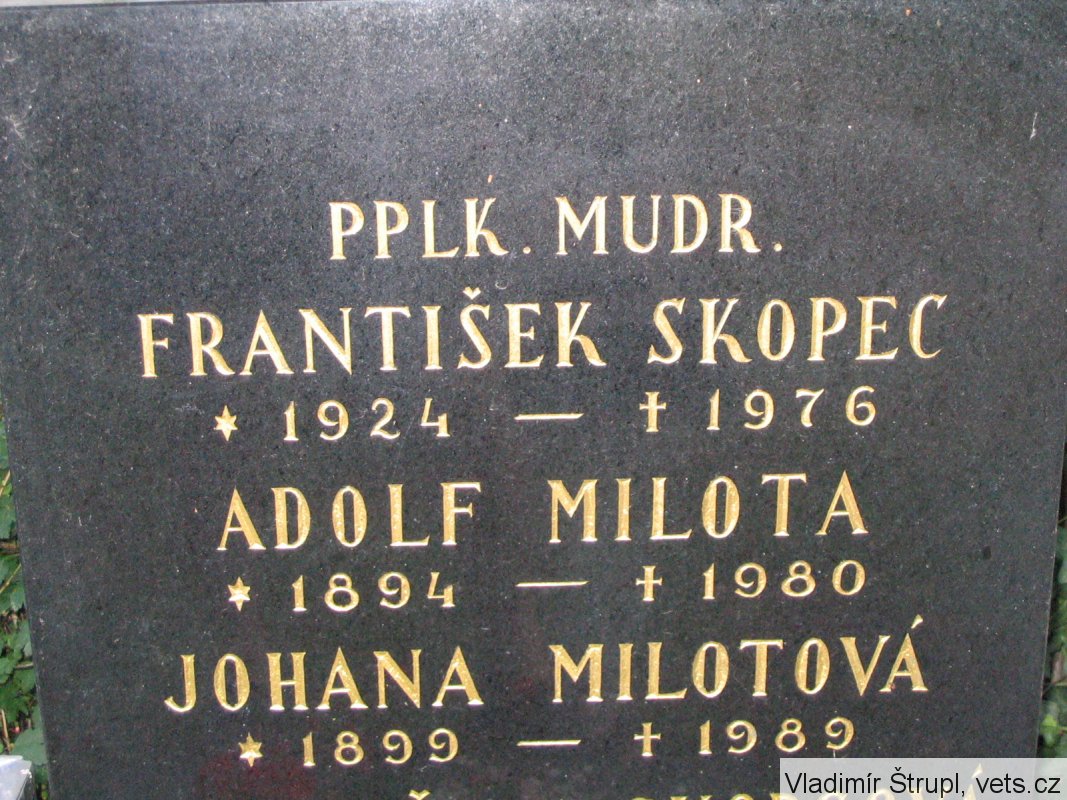 PPLK. MUDR.
FRANTIŠEK SKOPEC
* 1924 — † 1976
ADOLF MILOTA
* 1894 — † 1980
JOHANA MILOTOVÁ
* 1899 — † 1989
Vladimír Štrupl, vets.cz